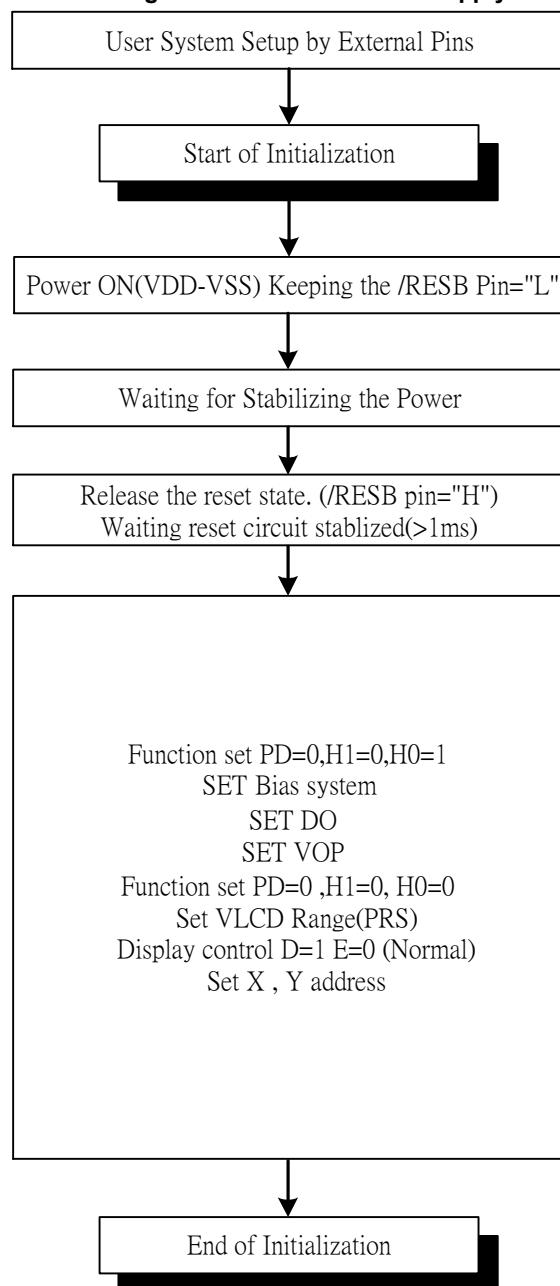 User System Setup by External Pins
Start of Initialization
Power ON(VDD-VSS) Keeping the /RESB Pin="L"
Waiting for Stabilizing the Power
Release the reset state. (/RESB pin="H")
Waiting reset circuit stablized(>1ms)
Function set PD=0,H1=0,H0=1
SET Bias system
SET DO
SET VOP
Function set PD=0 ,H1=0, H0=0
Set VLCD Range(PRS)
Display control D=1 E=0 (Normal)
Set X , Y address
End of Initialization